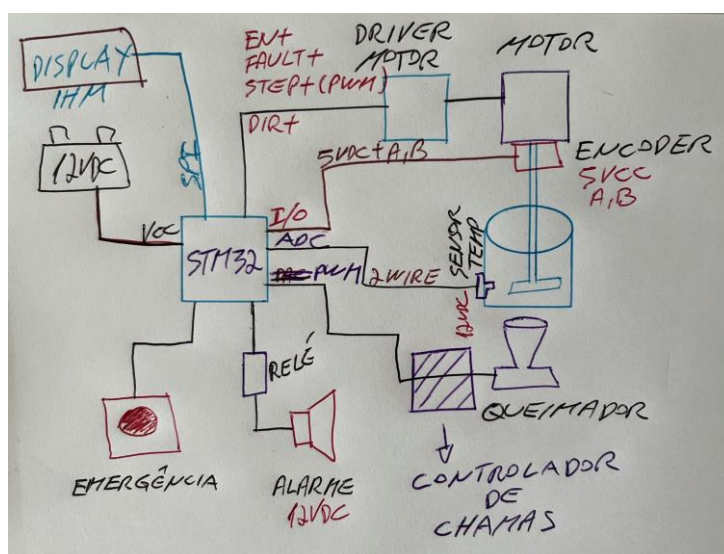 DISPLAY
IHM
SPI
12VDC
VCC
STM32
EN+
FAULT+
STEP+(PWM)
DIR+
DRIVER
MOTOR
MOTOR
5VDC+A,B
ENCODER
5VCC
A,B
I/O
ADC
PWM
2WIRE
SENSOR
TEMP
12VDC
RELÉ
EMERGÊNCIA
ALARME
12VDC
QUEIMADOR
CONTROLADOR
DE
CHAMAS